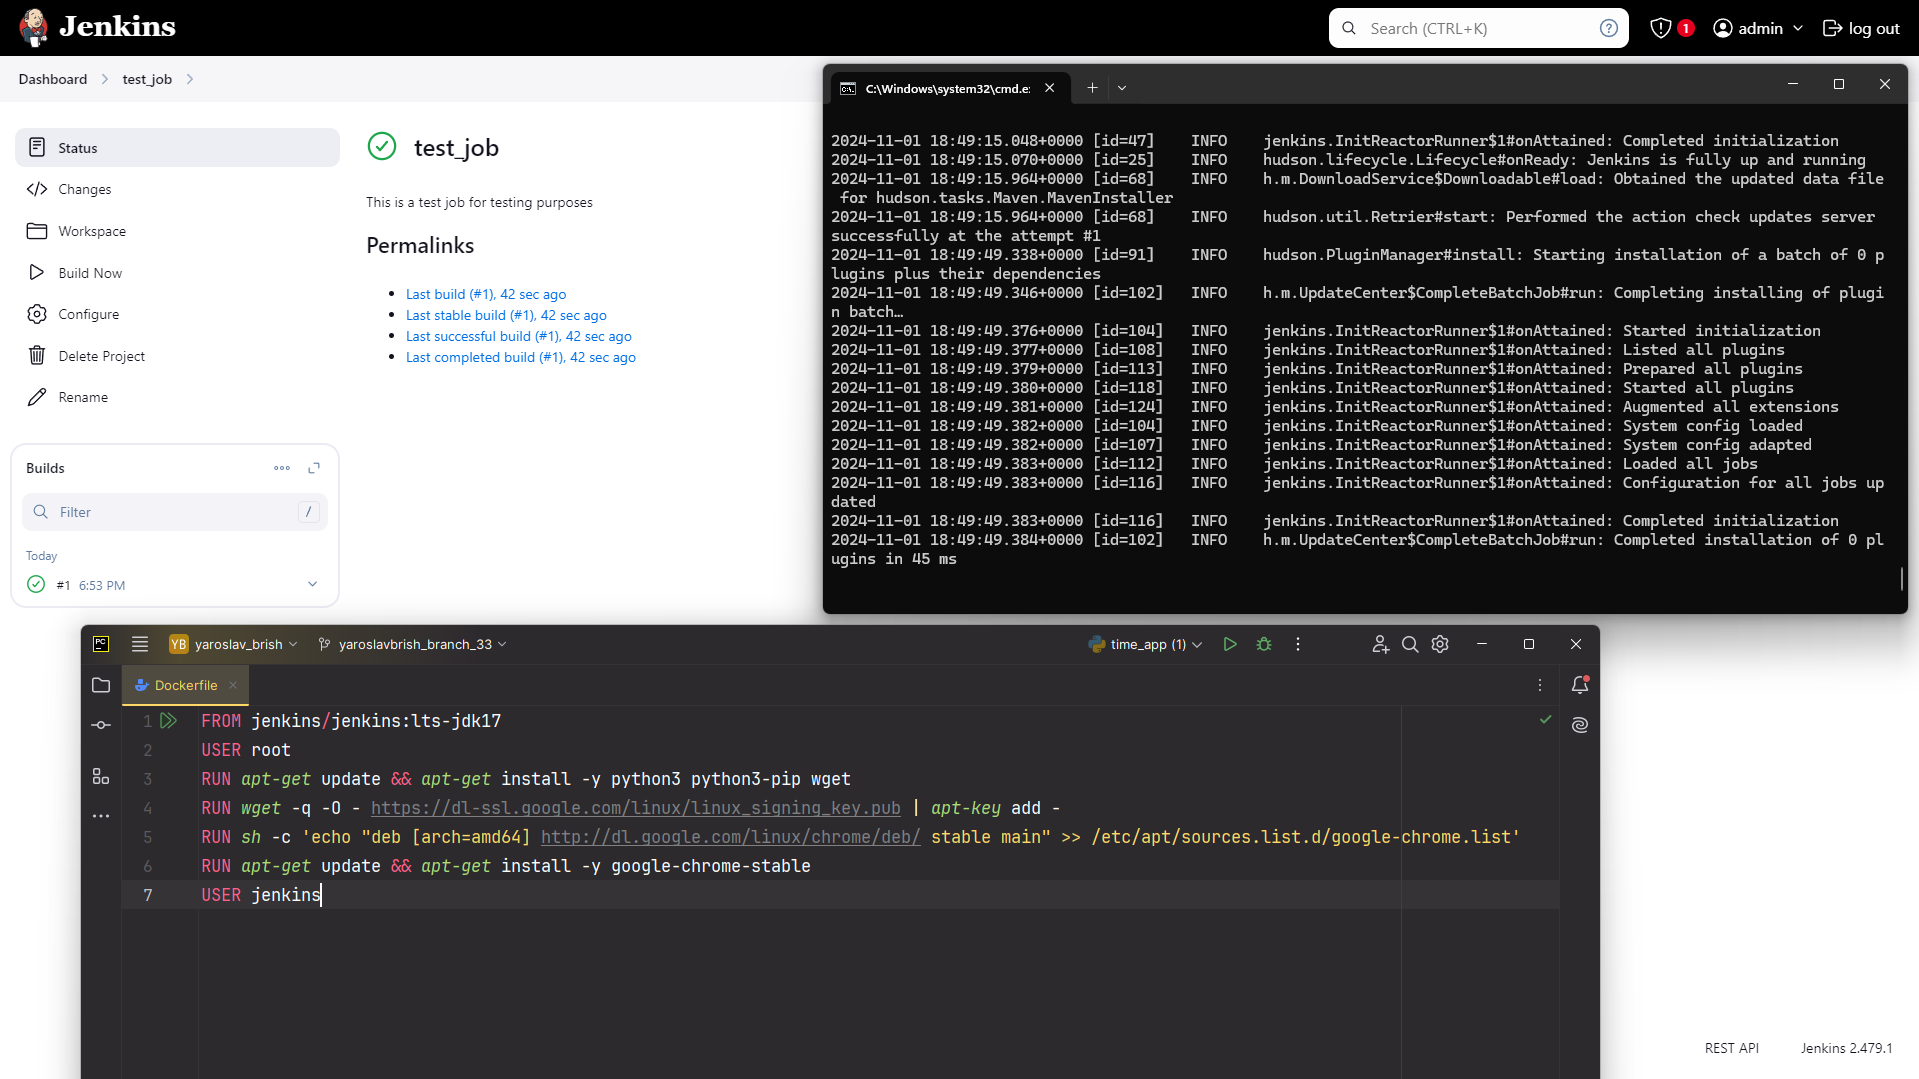 Jenkins
Search (CTRL+K)
1
admin
log out
Dashboard
test_job
Status
Changes
Workspace
Build Now
Configure
Delete Project
Rename
test_job
This is a test job for testing purposes
Permalinks
Last build (#1), 42 sec ago
Last stable build (#1), 42 sec ago
Last successful build (#1), 42 sec ago
Last completed build (#1), 42 sec ago
Builds
Filter
/
Today
#1 6:53 PM
C:\Windows\system32\cmd.e
2024-11-01 18:49:15.048+0000 [id=47] INFO jenkins.InitReactorRunner$1#onAttained: Completed initialization
2024-11-01 18:49:15.070+0000 [id=25] INFO hudson.lifecycle.Lifecycle#onReady: Jenkins is fully up and running
2024-11-01 18:49:15.964+0000 [id=68] INFO h.m.DownloadService$Downloadable#load: Obtained the updated data file
for hudson.tasks.Maven.MavenInstaller
2024-11-01 18:49:15.964+0000 [id=68] INFO hudson.util.Retrier#start: Performed the action check updates server
successfully at the attempt #1
2024-11-01 18:49:49.338+0000 [id=91] INFO hudson.PluginManager#install: Starting installation of a batch of 0 p
lugins plus their dependencies
2024-11-01 18:49:49.346+0000 [id=102] INFO h.m.UpdateCenter$CompleteBatchJob#run: Completing installing of plugi
n batch…
2024-11-01 18:49:49.376+0000 [id=104] INFO jenkins.InitReactorRunner$1#onAttained: Started initialization
2024-11-01 18:49:49.377+0000 [id=108] INFO jenkins.InitReactorRunner$1#onAttained: Listed all plugins
2024-11-01 18:49:49.379+0000 [id=113] INFO jenkins.InitReactorRunner$1#onAttained: Prepared all plugins
2024-11-01 18:49:49.380+0000 [id=118] INFO jenkins.InitReactorRunner$1#onAttained: Started all plugins
2024-11-01 18:49:49.381+0000 [id=124] INFO jenkins.InitReactorRunner$1#onAttained: Augmented all extensions
2024-11-01 18:49:49.382+0000 [id=104] INFO jenkins.InitReactorRunner$1#onAttained: System config loaded
2024-11-01 18:49:49.382+0000 [id=107] INFO jenkins.InitReactorRunner$1#onAttained: System config adapted
2024-11-01 18:49:49.383+0000 [id=112] INFO jenkins.InitReactorRunner$1#onAttained: Loaded all jobs
2024-11-01 18:49:49.383+0000 [id=116] INFO jenkins.InitReactorRunner$1#onAttained: Configuration for all jobs up
dated
2024-11-01 18:49:49.383+0000 [id=116] INFO jenkins.InitReactorRunner$1#onAttained: Completed initialization
2024-11-01 18:49:49.384+0000 [id=102] INFO h.m.UpdateCenter$CompleteBatchJob#run: Completed installation of 0 pl
ugins in 45 ms
PC
YB yaroslav_brish
yaroslavbrish_branch_33
time_app (1)
Dockerfile
1 FROM jenkins/jenkins:lts-jdk17
2 USER root
3 RUN apt-get update && apt-get install -y python3 python3-pip wget
4 RUN wget -q -O - https://dl-ssl.google.com/linux/linux_signing_key.pub | apt-key add -
5 RUN sh -c 'echo "deb [arch=amd64] http://dl.google.com/linux/chrome/deb/ stable main" >> /etc/apt/sources.list.d/google-chrome.list'
6 RUN apt-get update && apt-get install -y google-chrome-stable
7 USER jenkins
REST API
Jenkins 2.479.1